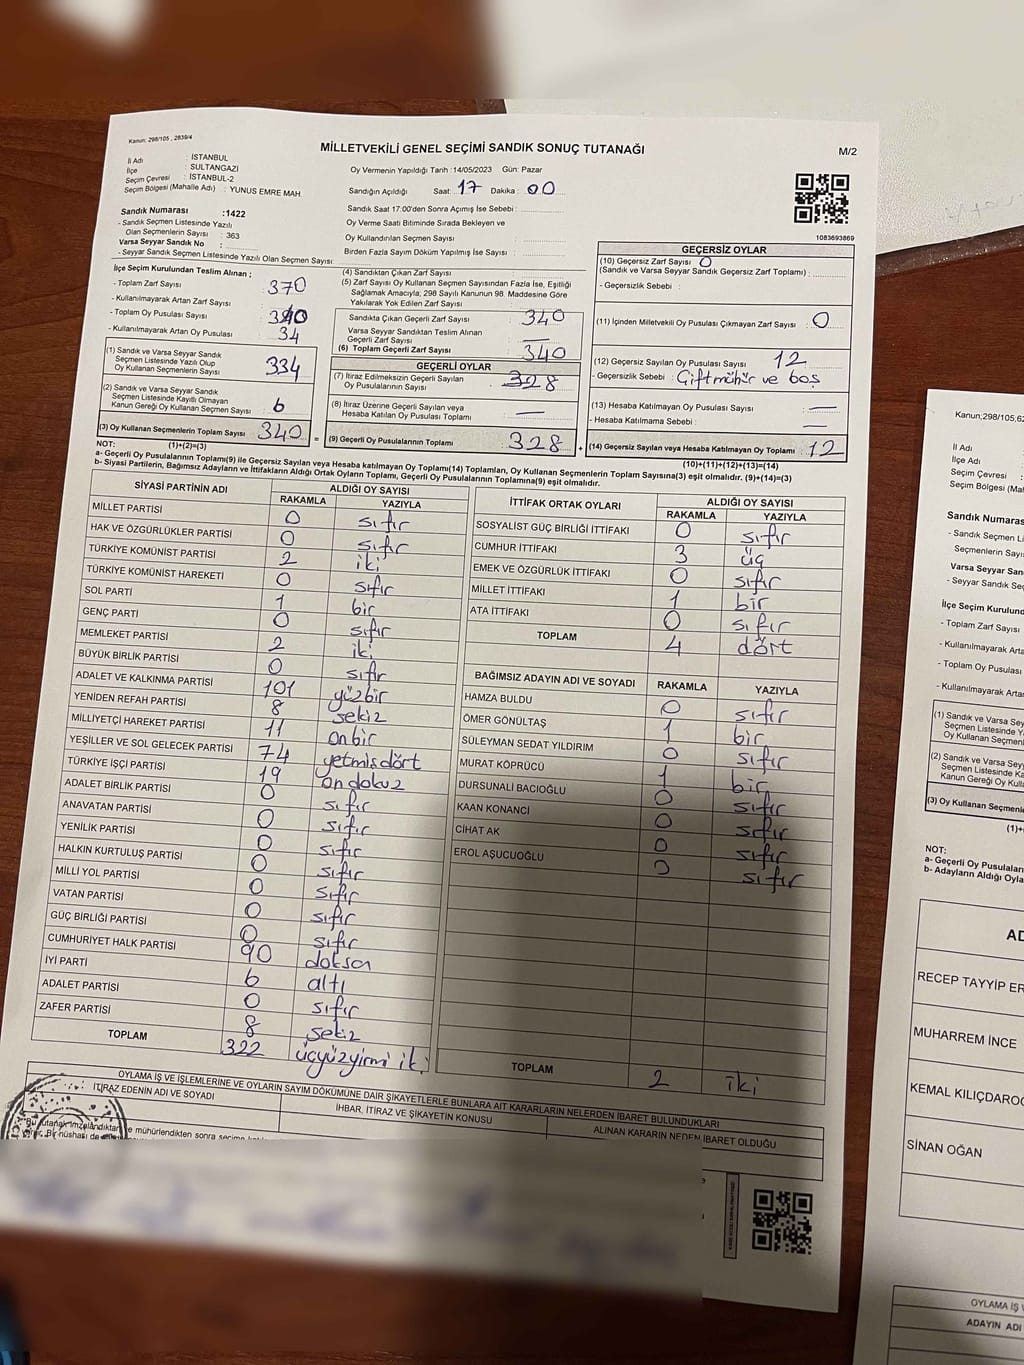 Kanun; 298/105 , 2839/4
MİLLETVEKİLİ GENEL SEÇİMİ SANDIK SONUÇ TUTANAĞI
M/2
İl Adı : İSTANBUL
İlçe : SULTANGAZİ
Seçim Çevresi : İSTANBUL-2
Seçim Bölgesi (Mahalle Adı) : YUNUS EMRE MAH.
Oy Vermenin Yapıldığı Tarih :14/05/2023 Gün: Pazar
Sandığın Açıldığı Saat: 17 Dakika: 00
Sandık Saat 17:00'den Sonra Açımış İse Sebebi :
Oy Verme Saati Bitiminde Sırada Bekleyen ve
Oy Kullandırılan Seçmen Sayısı :
Birden Fazla Sayım Döküm Yapılmış İse Sayısı :
1083693869
Sandık Numarası :1422
- Sandık Seçmen Listesinde Yazılı
Olan Seçmenlerin Sayısı : 363
Varsa Seyyar Sandık No :
- Seyyar Sandık Seçmen Listesinde Yazılı Olan Seçmen Sayısı:
İlçe Seçim Kurulundan Teslim Alınan ;
- Toplam Zarf Sayısı : 370
- Kullanılmayarak Artan Zarf Sayısı :
- Toplam Oy Pusulası Sayısı :
- Kullanılmayarak Artan Oy Pusulası : 34
(1) Sandık ve Varsa Seyyar Sandık
Seçmen Listesinde Yazılı Olup
Oy Kullanan Seçmenlerin Sayısı : 334
(2) Sandık ve Varsa Seyyar Sandık
Seçmen Listesinde Kayıtlı Olmayan
Kanun Gereği Oy Kullanan Seçmen Sayısı : 6
(3) Oy Kullanan Seçmenlerin Toplam Sayısı : 340
(1)+(2)=(3)
(4) Sandıktan Çıkan Zarf Sayısı :
(5) Zarf Sayısı Oy Kullanan Seçmen Sayısından Fazla İse, Eşitliği
Sağlamak Amacıyla; 298 Sayılı Kanunun 98. Maddesine Göre
Yakılarak Yok Edilen Zarf Sayısı :
Sandıkta Çıkan Geçerli Zarf Sayısı : 340
Varsa Seyyar Sandıktan Teslim Alınan
Geçerli Zarf Sayısı : —
(6) Toplam Geçerli Zarf Sayısı : 340
GEÇERLİ OYLAR
(7) İtiraz Edilmeksizin Geçerli Sayılan
Oy Pusulalarının Sayısı : 328
(8) İtiraz Üzerine Geçerli Sayılan veya
Hesaba Katılan Oy Pusulası Toplamı : —
= (9) Geçerli Oy Pusulalarının Toplamı : 328 +
GEÇERSİZ OYLAR
(10) Geçersiz Zarf Sayısı 0
(Sandık ve Varsa Seyyar Sandık Geçersiz Zarf Toplamı) :
- Geçersizlik Sebebi :
(11) İçinden Milletvekili Oy Pusulası Çıkmayan Zarf Sayısı : 0
(12) Geçersiz Sayılan Oy Pusulası Sayısı : 12
- Geçersizlik Sebebi : Çiftmühür ve boş
(13) Hesaba Katılmayan Oy Pusulası Sayısı : —
- Hesaba Katılmama Sebebi : —
(14) Geçersiz Sayılan veya Hesaba Katılmayan Oy Toplamı : 12
(10)+(11)+(12)+(13)=(14)
NOT:
a- Geçerli Oy Pusulaları Toplamı(9) ile Geçersiz Sayılan veya Hesaba katılmayan Oy Toplamı(14) Toplamları, Oy Kullanan Seçmenlerin Toplam Sayısına(3) eşit olmalıdır. (9)+(14)=(3)
b- Siyasi Partilerin, Bağımsız Adayların ve İttifakların Aldığı Ortak Oyların Toplamı, Geçerli Oy Pusulalarının Toplamına(9) eşit olmalıdır.
SİYASİ PARTİNİN ADI ALDIĞI OY SAYISI
RAKAMLA YAZIYLA
MİLLET PARTİSİ 0 sıfır
HAK VE ÖZGÜRLÜKLER PARTİSİ 0 sıfır
TÜRKİYE KOMÜNİST PARTİSİ 2 iki
TÜRKİYE KOMÜNİST HAREKETİ 0 sıfır
SOL PARTİ 1 bir
GENÇ PARTİ 0 sıfır
MEMLEKET PARTİSİ 2 iki
BÜYÜK BİRLİK PARTİSİ 0 sıfır
ADALET VE KALKINMA PARTİSİ 101 yüzbir
YENİDEN REFAH PARTİSİ 8 sekiz
MİLLİYETÇİ HAREKET PARTİSİ 11 onbir
YEŞİLLER VE SOL GELECEK PARTİSİ 74 yetmişdört
TÜRKİYE İŞÇİ PARTİSİ 19 on dokuz
ADALET BİRLİK PARTİSİ 0 sıfır
ANAVATAN PARTİSİ 0 sıfır
YENİLİK PARTİSİ 0 sıfır
HALKIN KURTULUŞ PARTİSİ 0 sıfır
MİLLİ YOL PARTİSİ 0 sıfır
VATAN PARTİSİ 0 sıfır
GÜÇ BİRLİĞİ PARTİSİ 0 sıfır
CUMHURİYET HALK PARTİSİ 90 doksan
İYİ PARTİ 6 altı
ADALET PARTİSİ 0 sıfır
ZAFER PARTİSİ 8 sekiz
TOPLAM 322 üçyüzyirmi iki
İTTİFAK ORTAK OYLARI ALDIĞI OY SAYISI
RAKAMLA YAZIYLA
SOSYALİST GÜÇ BİRLİĞİ İTTİFAKI 0 sıfır
CUMHUR İTTİFAKI 3 üç
EMEK VE ÖZGÜRLÜK İTTİFAKI 0 sıfır
MİLLET İTTİFAKI 1 bir
ATA İTTİFAKI 0 sıfır
TOPLAM 4 dört
BAĞIMSIZ ADAYIN ADI VE SOYADI RAKAMLA YAZIYLA
HAMZA BULDU 0 sıfır
ÖMER GÖNÜLTAŞ 1 bir
SÜLEYMAN SEDAT YILDIRIM 0 sıfır
MURAT KÖPRÜCÜ 1 bir
DURSUNALİ BACIOĞLU 0 sıfır
KAAN KONANCİ 0 sıfır
CİHAT AK 0 sıfır
EROL AŞUCUOĞLU 0 sıfır
TOPLAM 2 iki
OYLAMA İŞ VE İŞLEMLERİNE VE OYLARIN SAYIM DÖKÜMÜNE DAİR ŞİKAYETLERLE BUNLARA AİT KARARLARIN NELERDEN İBARET BULUNDUKLARI
İTİRAZ EDENİN ADI VE SOYADI
İHBAR, İTİRAZ VE ŞİKAYETİN KONUSU
ALINAN KARARIN NEDEN İBARET OLDUĞU
Kanun;298/105;62
İl Adı
İlçe Adı
Seçim Çevresi
Seçim Bölgesi (Mah
Sandık Numaras
- Sandık Seçmen Li
Seçmenlerin Sayıs
Varsa Seyyar San
- Seyyar Sandık Seç
İlçe Seçim Kurulund
- Toplam Zarf Sayısı
- Kullanılmayarak Arta
- Toplam Oy Pusulası
- Kullanılmayarak Artan
(1) Sandık ve Varsa Sey
Seçmen Listesinde Ya
Oy Kullanan Seçmenl
(2) Sandık ve Varsa Seyya
Seçmen Listesinde Ka
Kanun Gereği Oy Kulla
(3) Oy Kullanan Seçmenle
(1)+
NOT:
a- Geçerli Oy Pusulaları
b- Adayların Aldığı Oyla
AD
RECEP TAYYİP ER
MUHARREM İNCE
KEMAL KILIÇDAROĞ
SİNAN OĞAN
OYLAMA İŞ V
ADAYIN ADI